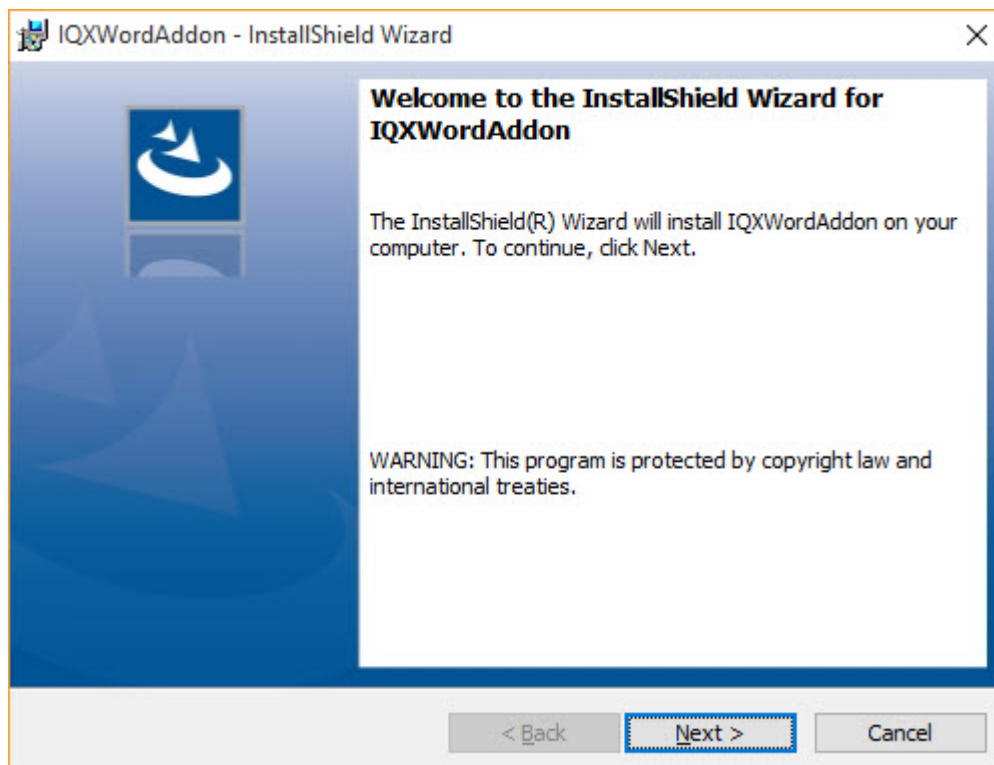 IQXWordAddon - InstallShield Wizard
Welcome to the InstallShield Wizard for
IQXWordAddon
The InstallShield(R) Wizard will install IQXWordAddon on your
computer. To continue, click Next.
WARNING: This program is protected by copyright law and
international treaties.
< Back
Next >
Cancel